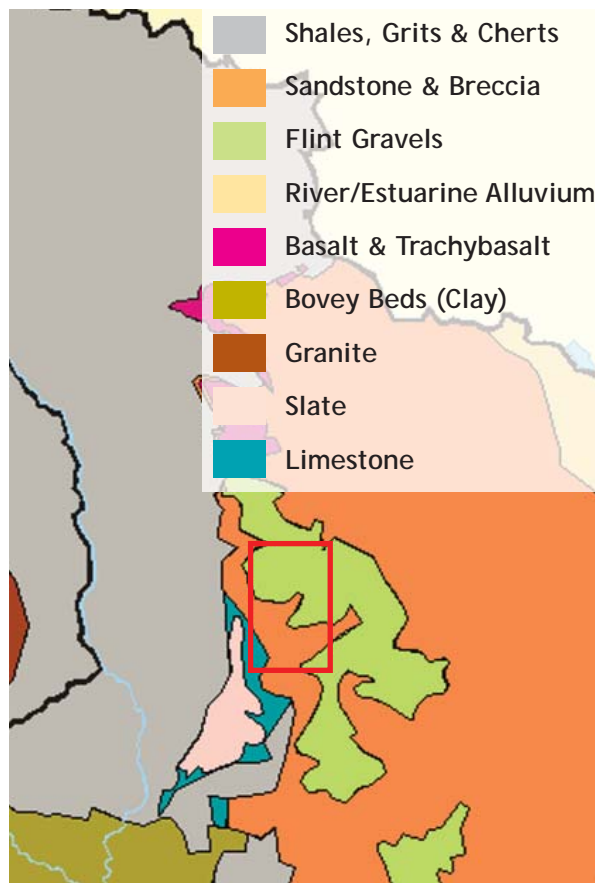 Shales, Grits & Cherts
Sandstone & Breccia
Flint Gravels
River/Estuarine Alluvium
Basalt & Trachybasalt
Bovey Beds (Clay)
Granite
Slate
Limestone